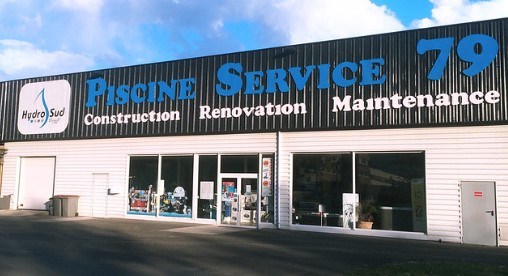 Piscine Service 79
Hydro Sud
Construction Renovation Maintenance